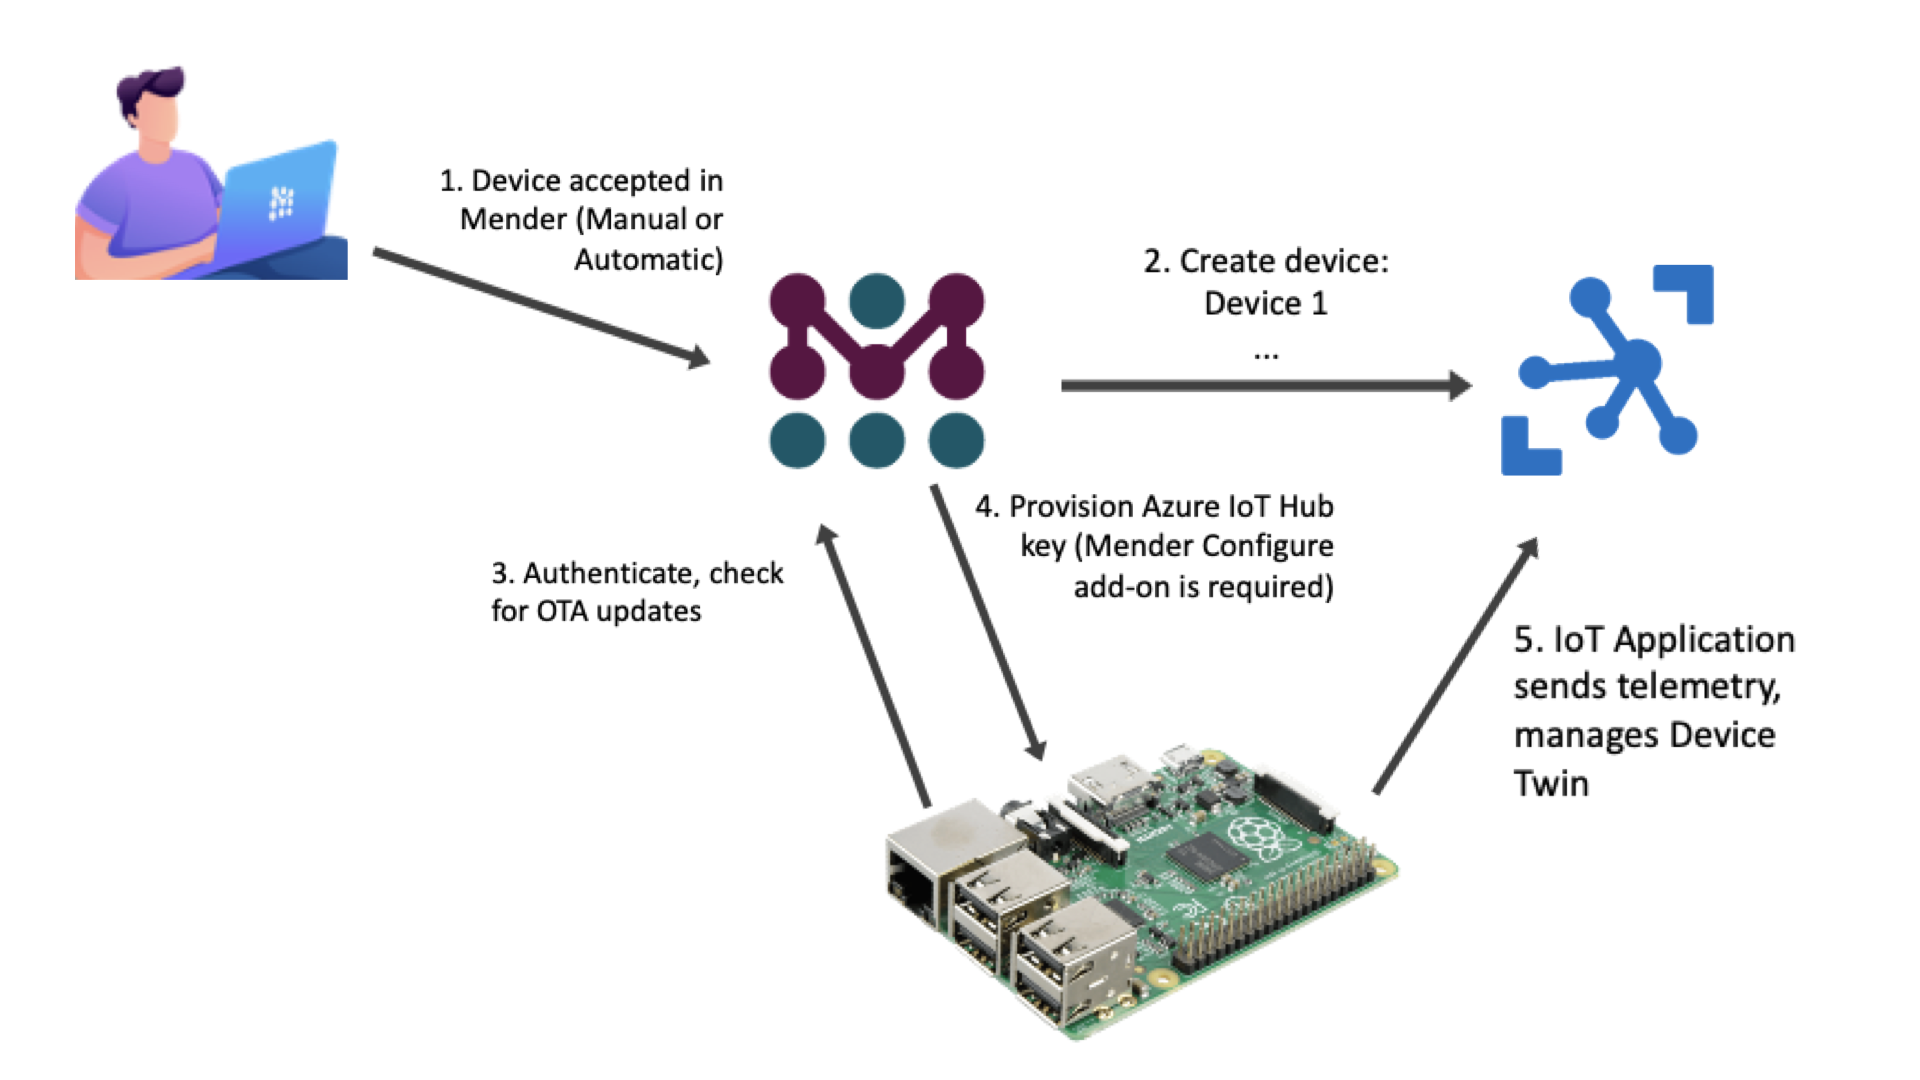 1. Device accepted in
Mender (Manual or
Automatic)
2. Create device:
Device 1
...
4. Provision Azure IoT Hub
key (Mender Configure
add-on is required)
3. Authenticate, check
for OTA updates
5. IoT Application
sends telemetry,
manages Device
Twin